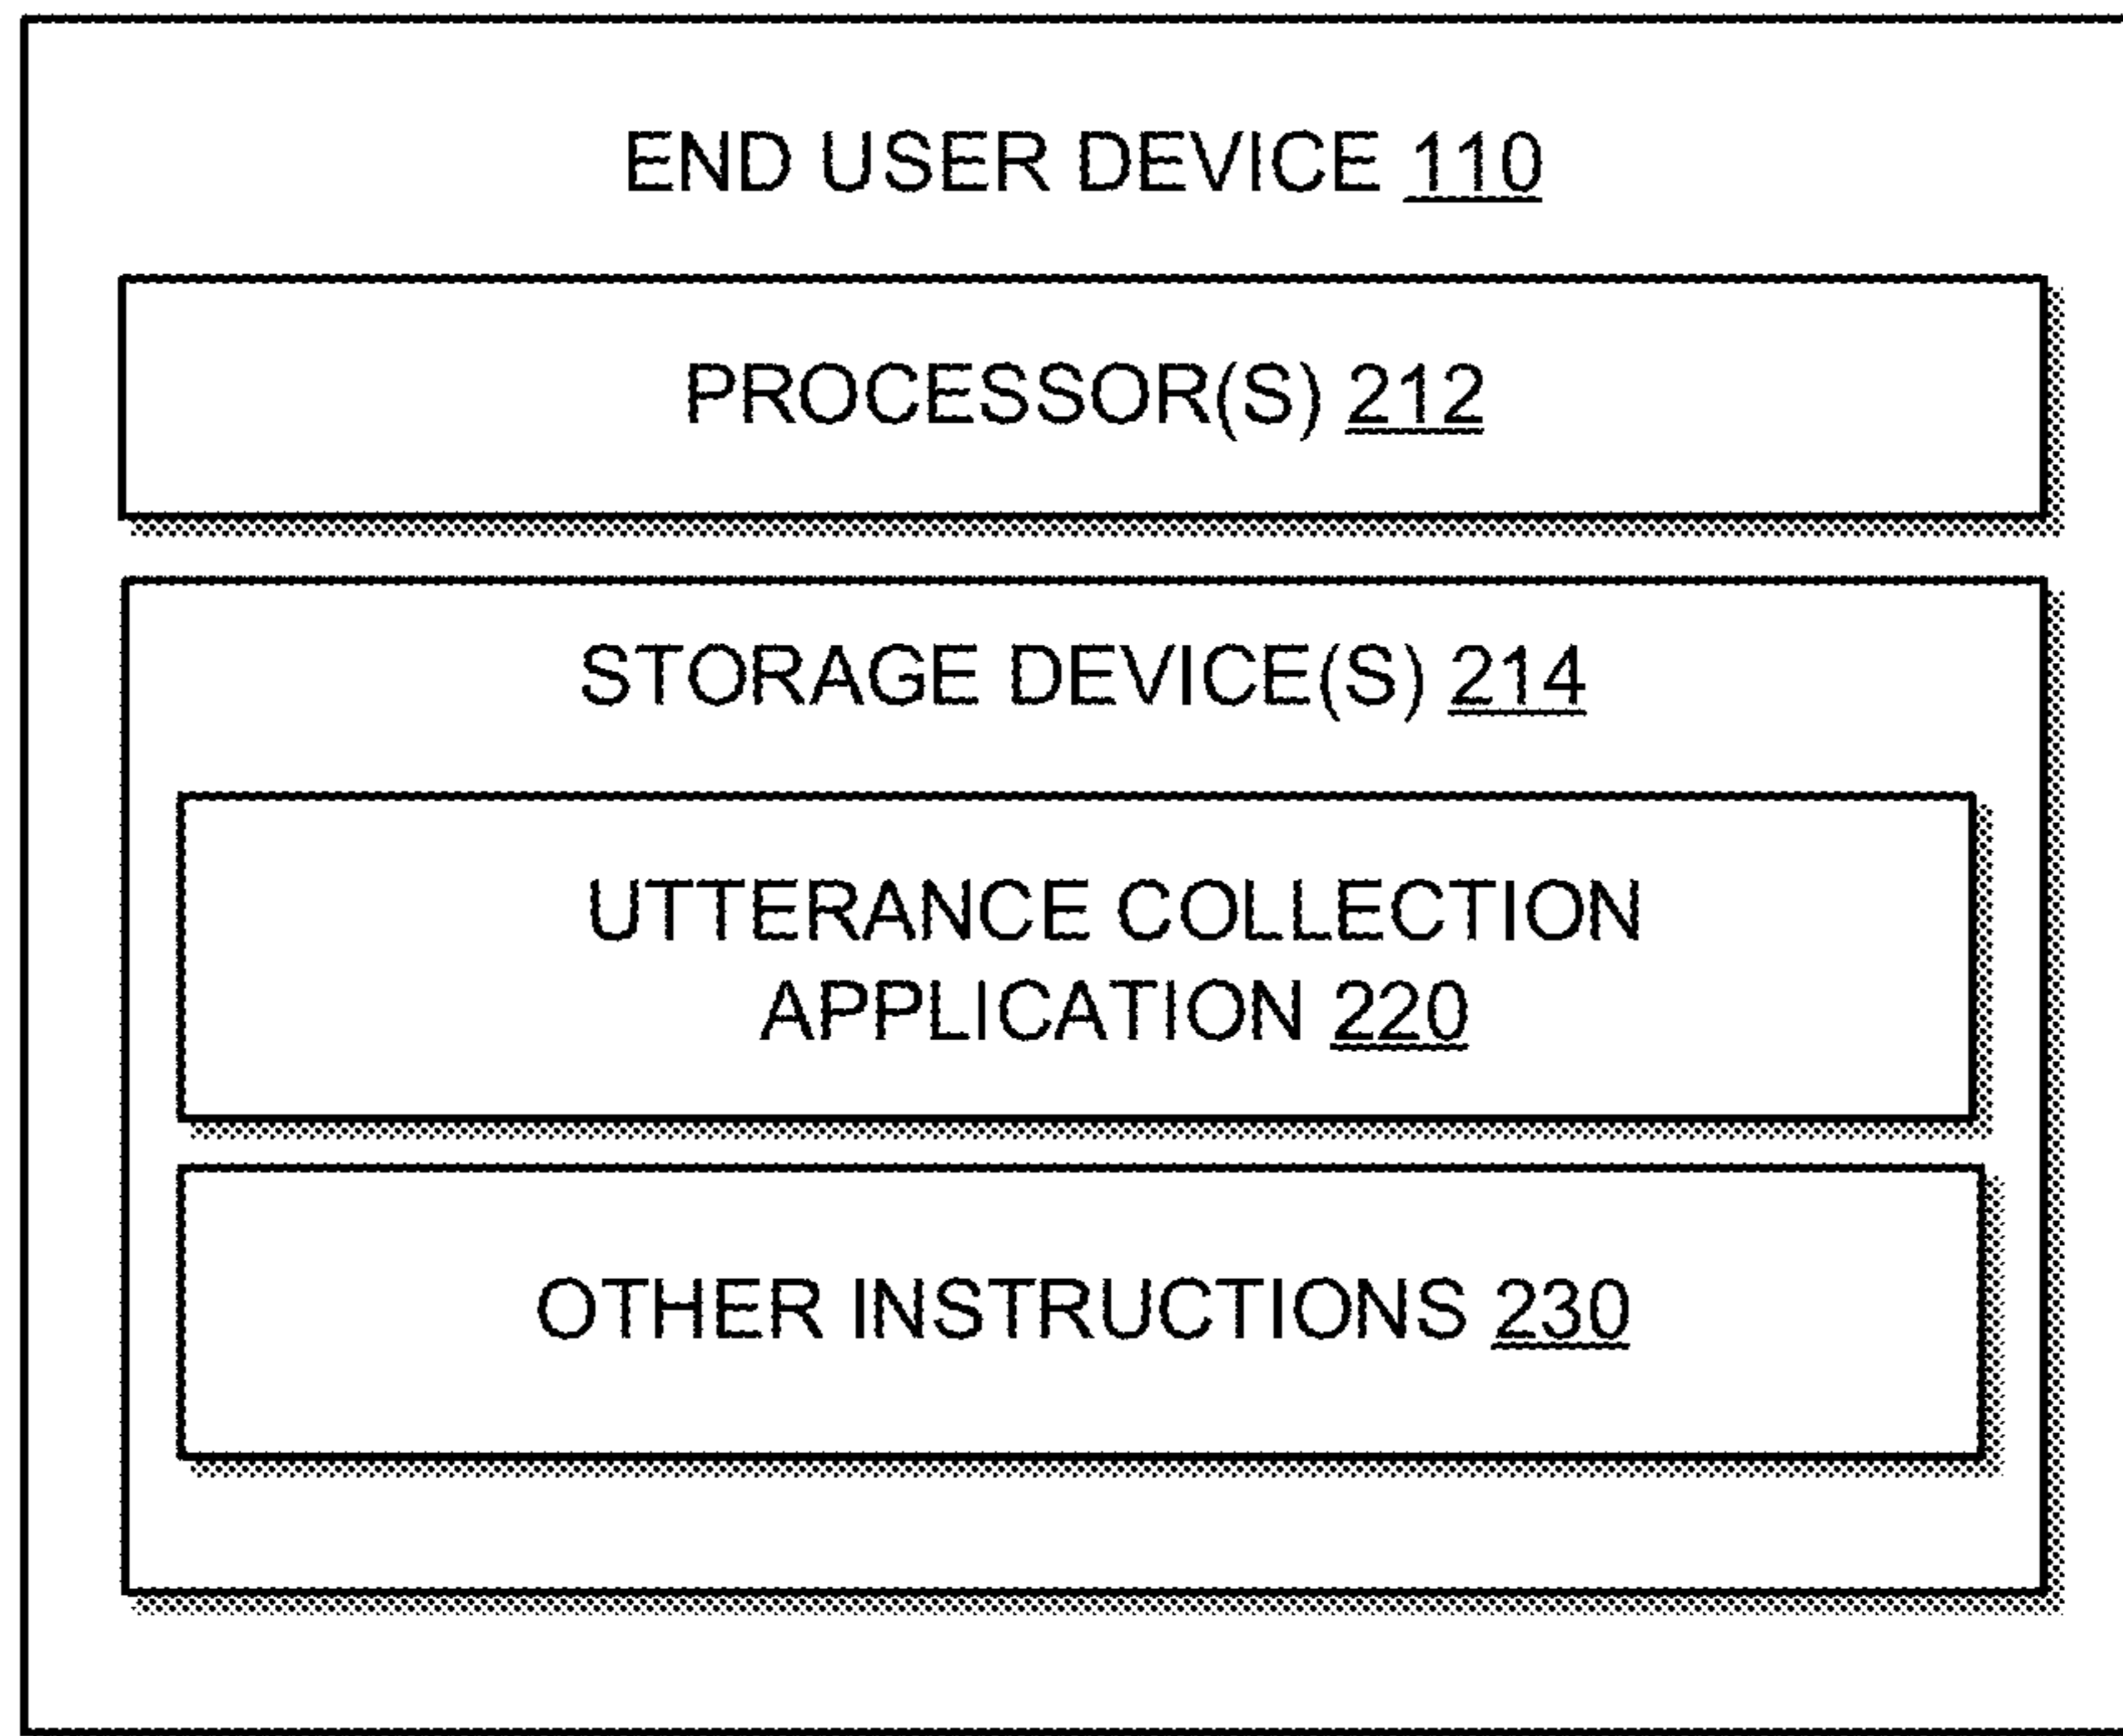 END USER DEVICE 110
PROCESSOR(S) 212
STORAGE DEVICE(S) 214
UTTERANCE COLLECTION
APPLICATION 220
OTHER INSTRUCTIONS 230